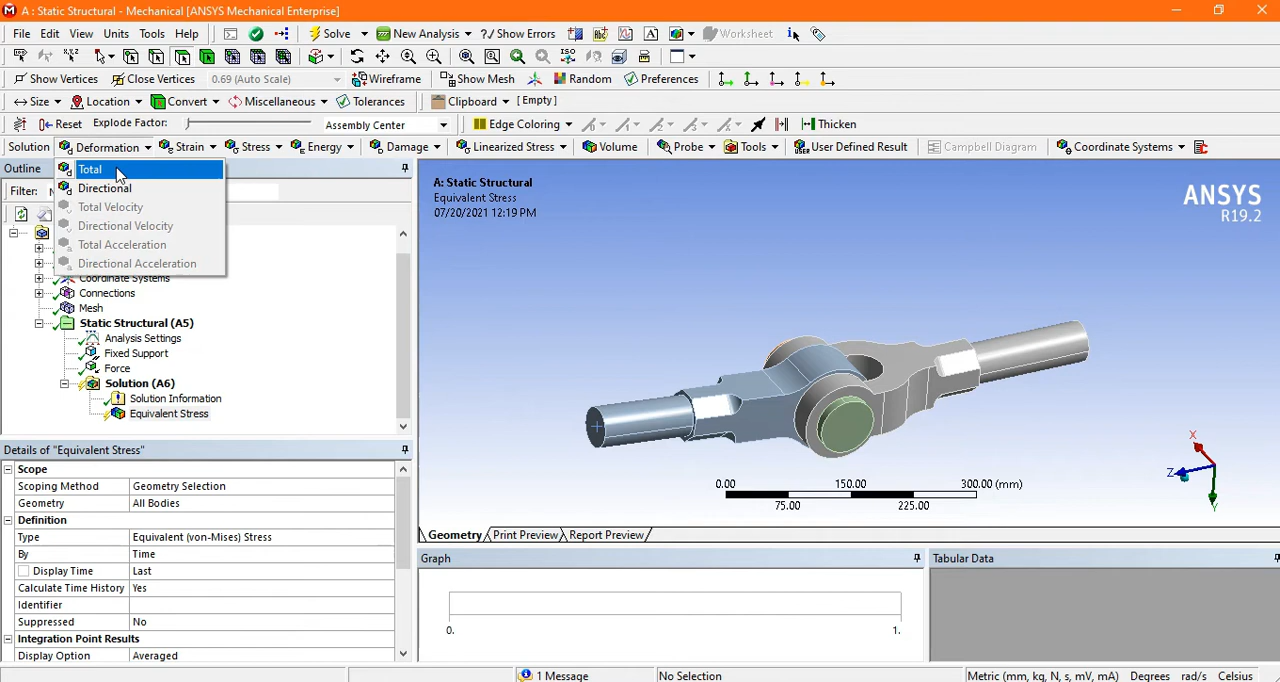 A : Static Structural - Mechanical [ANSYS Mechanical Enterprise]
File Edit View Units Tools Help Solve New Analysis ?/ Show Errors Worksheet
Show Vertices Close Vertices 0.69 (Auto Scale) Wireframe Show Mesh Random Preferences
Size Location Convert Miscellaneous Tolerances Clipboard [ Empty ]
Reset Explode Factor: Assembly Center Edge Coloring Thicken
Solution Deformation Strain Stress Energy Damage Linearized Stress Volume Probe Tools User Defined Result Campbell Diagram Coordinate Systems
Outline
Total
Filter: N
Directional
Total Velocity
Directional Velocity
Total Acceleration
Directional Acceleration
Coordinate Systems
Connections
Mesh
Static Structural (A5)
Analysis Settings
Fixed Support
Force
Solution (A6)
Solution Information
Equivalent Stress
Details of "Equivalent Stress"
Scope
Scoping Method Geometry Selection
Geometry All Bodies
Definition
Type Equivalent (von-Mises) Stress
By Time
Display Time Last
Calculate Time History Yes
Identifier
Suppressed No
Integration Point Results
Display Option Averaged
A: Static Structural
Equivalent Stress
07/20/2021 12:19 PM
ANSYS
R19.2
X
Z
Y
0.00 150.00 300.00 (mm)
75.00 225.00
Geometry Print Preview Report Preview
Graph
0. 1.
Tabular Data
1 Message No Selection Metric (mm, kg, N, s, mV, mA) Degrees rad/s Celsius